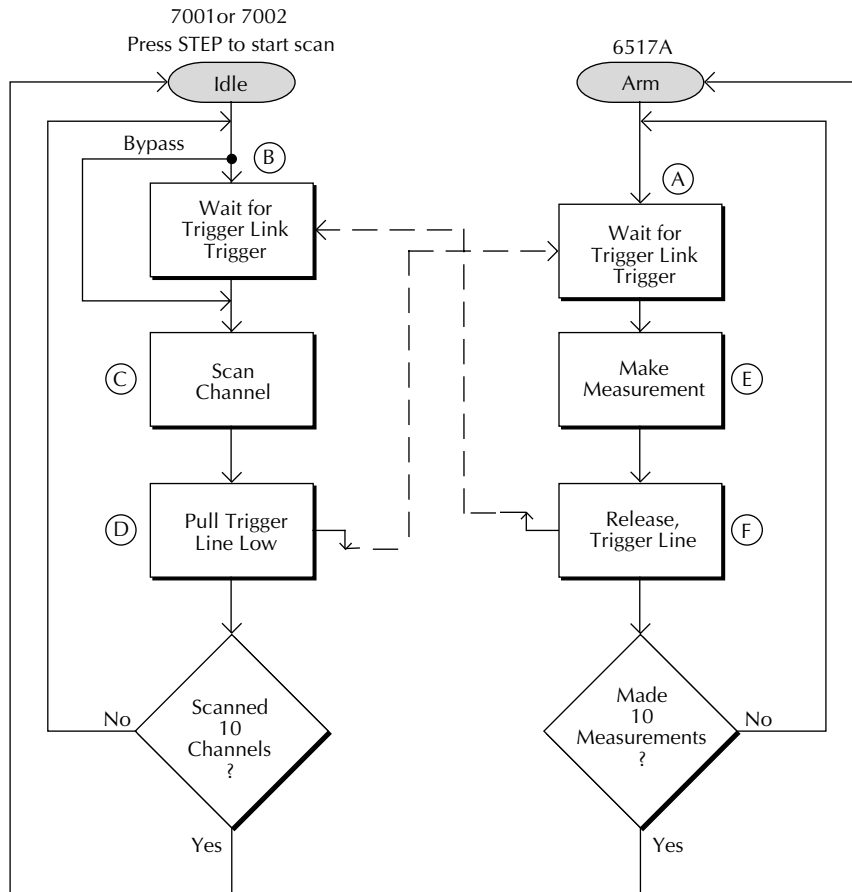 7001or 7002
Press STEP to start scan
Idle
Bypass
B
Wait for
Trigger Link
Trigger
C
Scan
Channel
D
Pull Trigger
Line Low
No
Scanned
10
Channels
?
Yes
6517A
Arm
A
Wait for
Trigger Link
Trigger
Make
Measurement
E
Release,
Trigger Line
F
Made
10
Measurements
?
No
Yes